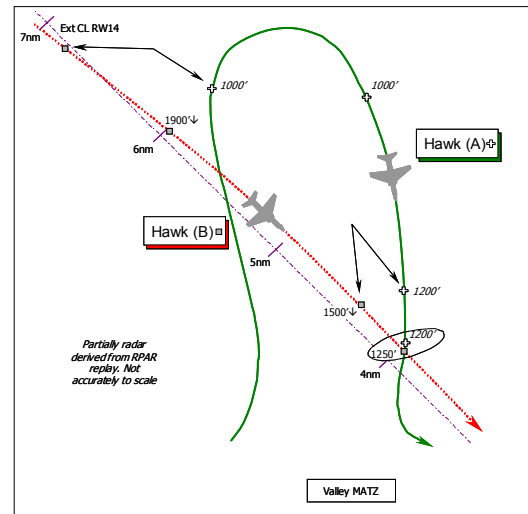 Ext CL RW14
7nm
1000'
1000'
1900'↓
6nm
Hawk (A)
Hawk (B)
5nm
1200'
1500'↓
1200'
1250'
4nm
Partially radar
derived from RPAR
replay. Not
accurately to scale
Valley MATZ